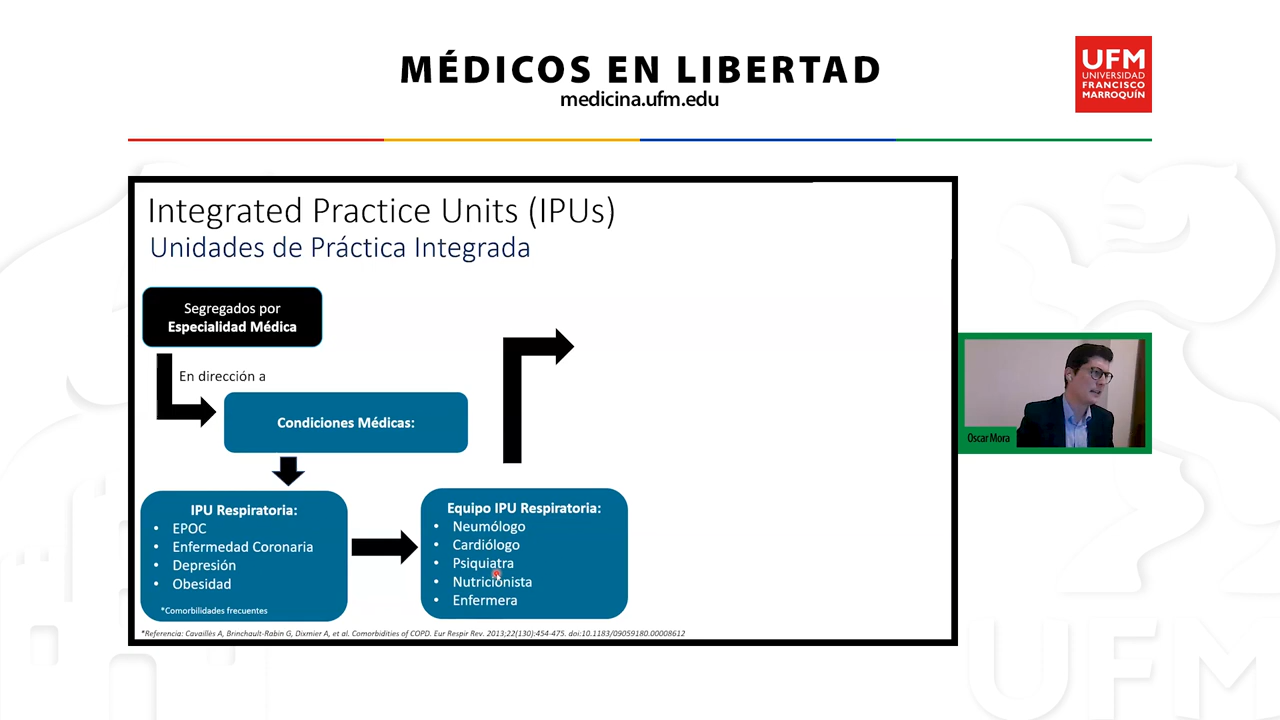 MÉDICOS EN LIBERTAD
medicina.ufm.edu
UFM
UNIVERSIDAD
FRANCISCO
MARROQUÍN
Integrated Practice Units (IPUs)
Unidades de Práctica Integrada
Segregados por
Especialidad Médica
En dirección a
Condiciones Médicas:
IPU Respiratoria:
• EPOC
• Enfermedad Coronaria
• Depresión
• Obesidad
*Comorbilidades frecuentes
Equipo IPU Respiratoria:
• Neumólogo
• Cardiólogo
• Psiquiatra
• Nutricionista
• Enfermera
*Referencia: Cavaillès A, Brinchault-Rabin G, Dixmier A, et al. Comorbidities of COPD. Eur Respir Rev. 2013;22(130):454-475. doi:10.1183/09059180.00008612
Oscar Mora
UFM